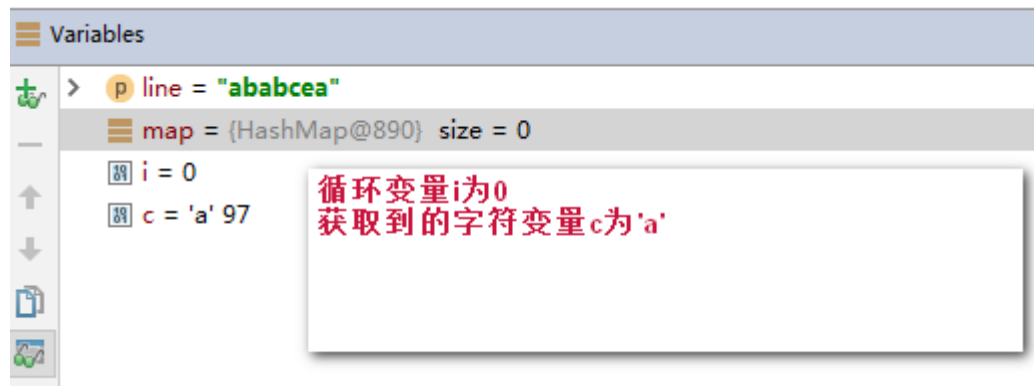 Variables
line = "ababcea"
map = {HashMap@890} size = 0
i = 0
c = 'a' 97
循环变量i为0
获取到的字符变量c为'a'